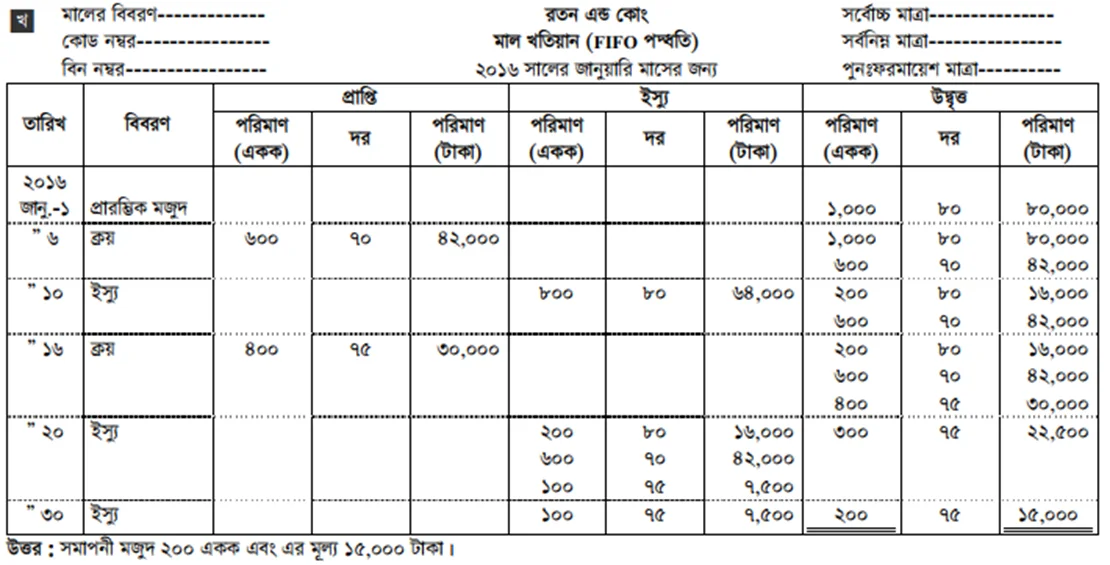 খ মালের বিবরণ------------- রতন এন্ড কোং সর্বোচ্চ মাত্রা---------------
কোড নম্বর---------------- মাল খতিয়ান (FIFO পদ্ধতি) সর্বনিম্ন মাত্রা----------------
বিন নম্বর----------------- ২০১৬ সালের জানুয়ারি মাসের জন্য পুনঃফরমায়েশ মাত্রা----------
তারিখ বিবরণ প্রাপ্তি ইস্যু উদ্বৃত্ত
পরিমাণ (একক) দর পরিমাণ (টাকা) পরিমাণ (একক) দর পরিমাণ (টাকা) পরিমাণ (একক) দর পরিমাণ (টাকা)
২০১৬
জানু.-১ প্রারম্ভিক মজুদ ১,০০০ ৮০ ৮০,০০০
” ৬ ক্রয় ৬০০ ৭০ ৪২,০০০ ১,০০০ ৮০ ৮০,০০০
৬০০ ৭০ ৪২,০০০
” ১০ ইস্যু ৮০০ ৮০ ৬৪,০০০ ২০০ ৮০ ১৬,০০০
৬০০ ৭০ ৪২,০০০
” ১৬ ক্রয় ৪০০ ৭৫ ৩০,০০০ ২০০ ৮০ ১৬,০০০
৬০০ ৭০ ৪২,০০০
৪০০ ৭৫ ৩০,০০০
” ২০ ইস্যু ২০০ ৮০ ১৬,০০০ ৩০০ ৭৫ ২২,৫০০
৬০০ ৭০ ৪২,০০০
১০০ ৭৫ ৭,৫০০
” ৩০ ইস্যু ১০০ ৭৫ ৭,৫০০ ২০০ ৭৫ ১৫,০০০
উত্তর : সমাপনী মজুদ ২০০ একক এবং এর মূল্য ১৫,০০০ টাকা।